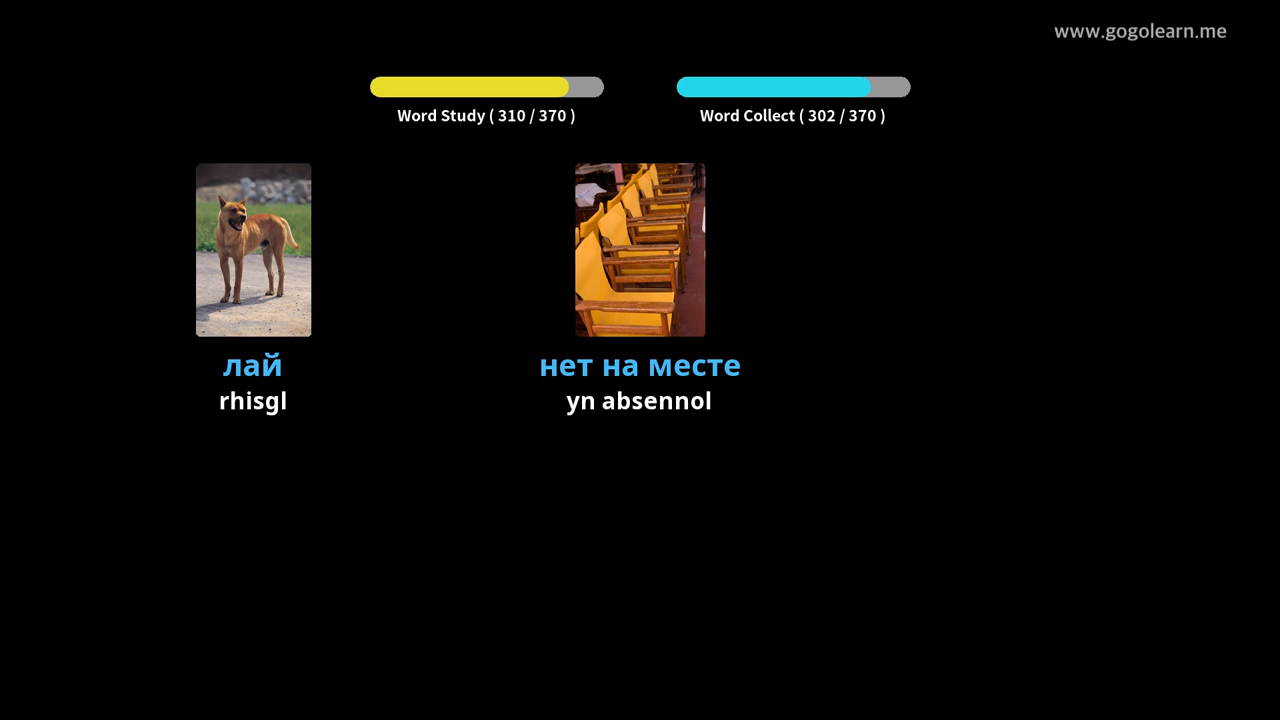 www.gogolearn.me
Word Study ( 310 / 370 )
Word Collect ( 302 / 370 )
лай
rhisgl
нет на месте
yn absennol